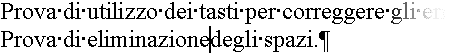 Prova di utilizzo dei tasti per correggere gli
Prova di eliminazionedegli spazi.¶